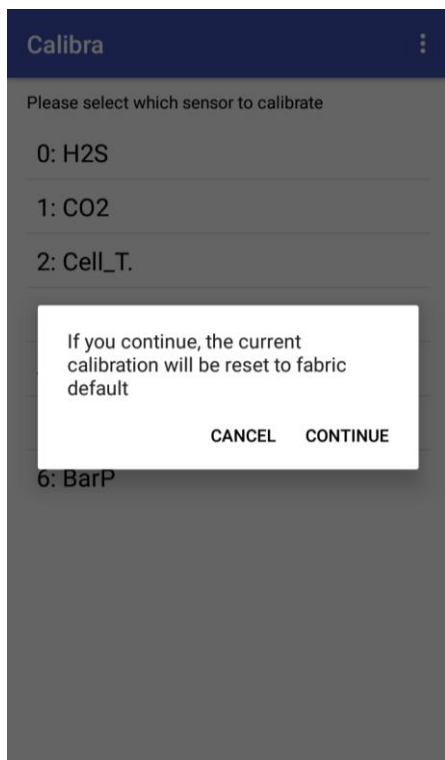 Calibra
Please select which sensor to calibrate
0: H2S
1: CO2
2: Cell_T.
If you continue, the current
calibration will be reset to fabric
default
CANCEL CONTINUE
6: BarP